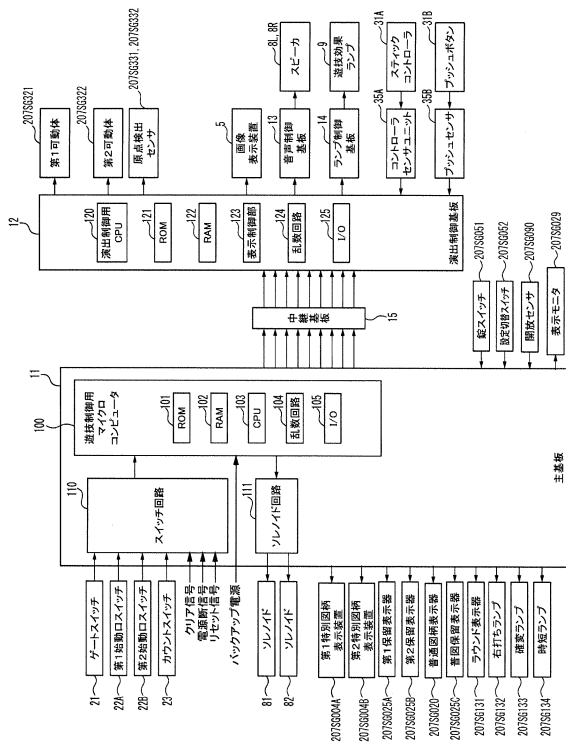 207SG321
第1可動体
207SG322
第2可動体
207SG331, 207SG332
原点検出
センサ
5
画像
表示装置
13
音声制御
基板
8L, 8R
スピーカ
14
ランプ制御
基板
9
遊技効果
ランプ
35A
コントローラ
センサユニット
31A
スティック
コントローラ
35B
プッシュセンサ
31B
プッシュボタン
12
120
演出制御用
CPU
121
ROM
122
RAM
123
表示制御部
124
乱数回路
125
I/O
演出制御基板
中継
基板
15
207SG051
錠スイッチ
207SG052
設定切替スイッチ
207SG090
開放センサ
207SG029
表示モニタ
11
100
遊技制御用
マイクロ
コンピュータ
101
ROM
102
RAM
103
CPU
104
乱数回路
105
I/O
110
スイッチ回路
111
ソレノイド回路
主基板
21
ゲートスイッチ
22A
第1始動口スイッチ
22B
第2始動口スイッチ
23
カウントスイッチ
クリア信号
電源断信号
リセット信号
バックアップ電源
81
ソレノイド
82
ソレノイド
207SG004A
第1特別図柄
表示装置
207SG004B
第2特別図柄
表示装置
207SG025A
第1保留表示器
207SG025B
第2保留表示器
207SG020
普通図柄表示器
207SG025C
普図保留表示器
207SG131
ラウンド表示器
207SG132
右打ちランプ
207SG133
確変ランプ
207SG134
時短ランプ